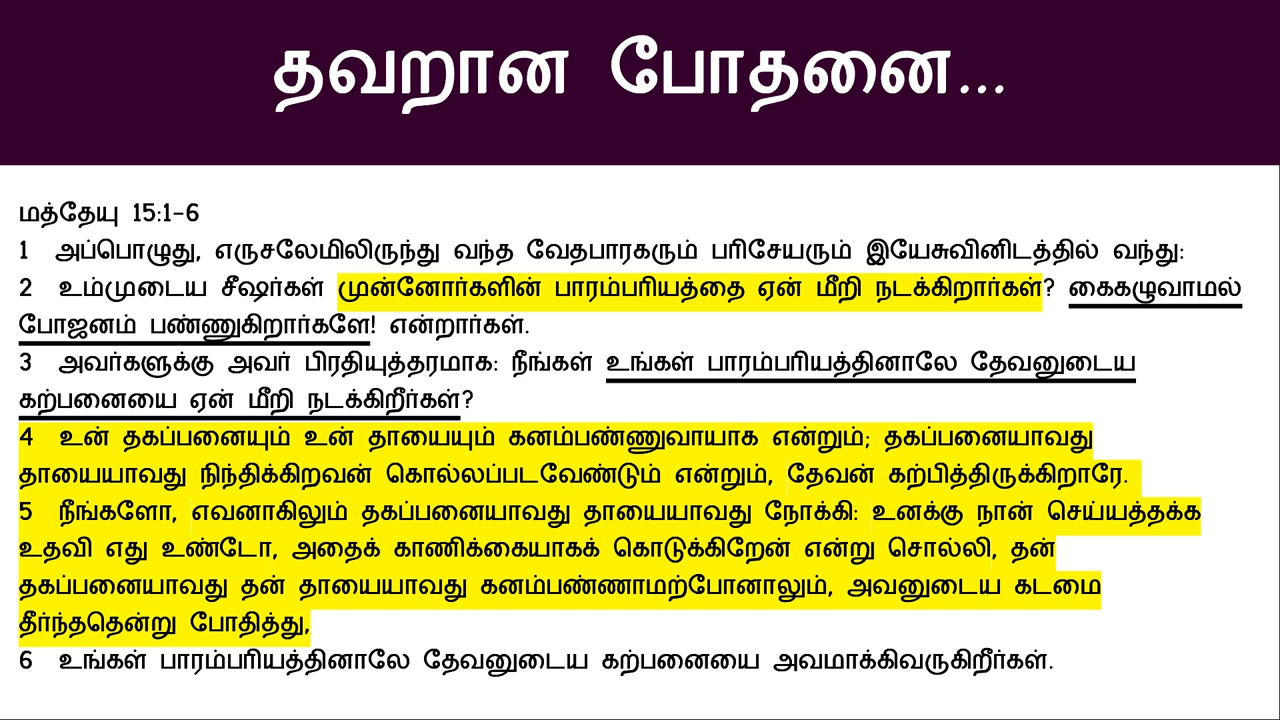 தவறான போதனை...
மத்தேயு 15:1-6
1 அப்பொழுது, எருசலேமிலிருந்து வந்த வேதபாரகரும் பரிசேயரும் இயேசுவினிடத்தில் வந்து:
2 உம்முடைய சீஷர்கள் முன்னோர்களின் பாரம்பரியத்தை ஏன் மீறி நடக்கிறார்கள்? கைகழுவாமல்
போஜனம் பண்ணுகிறார்களே! என்றார்கள்.
3 அவர்களுக்கு அவர் பிரதியுத்தரமாக: நீங்கள் உங்கள் பாரம்பரியத்தினாலே தேவனுடைய
கற்பனையை ஏன் மீறி நடக்கிறீர்கள்?
4 உன் தகப்பனையும் உன் தாயையும் கனம்பண்ணுவாயாக என்றும்; தகப்பனையாவது
தாயையாவது நிந்திக்கிறவன் கொல்லப்படவேண்டும் என்றும், தேவன் கற்பித்திருக்கிறாரே.
5 நீங்களோ, எவனாகிலும் தகப்பனையாவது தாயையாவது நோக்கி: உனக்கு நான் செய்யத்தக்க
உதவி எது உண்டோ, அதைக் காணிக்கையாகக் கொடுக்கிறேன் என்று சொல்லி, தன்
தகப்பனையாவது தன் தாயையாவது கனம்பண்ணாமற்போனாலும், அவனுடைய கடமை
தீர்ந்ததென்று போதித்து,
6 உங்கள் பாரம்பரியத்தினாலே தேவனுடைய கற்பனையை அவமாக்கிவருகிறீர்கள்.